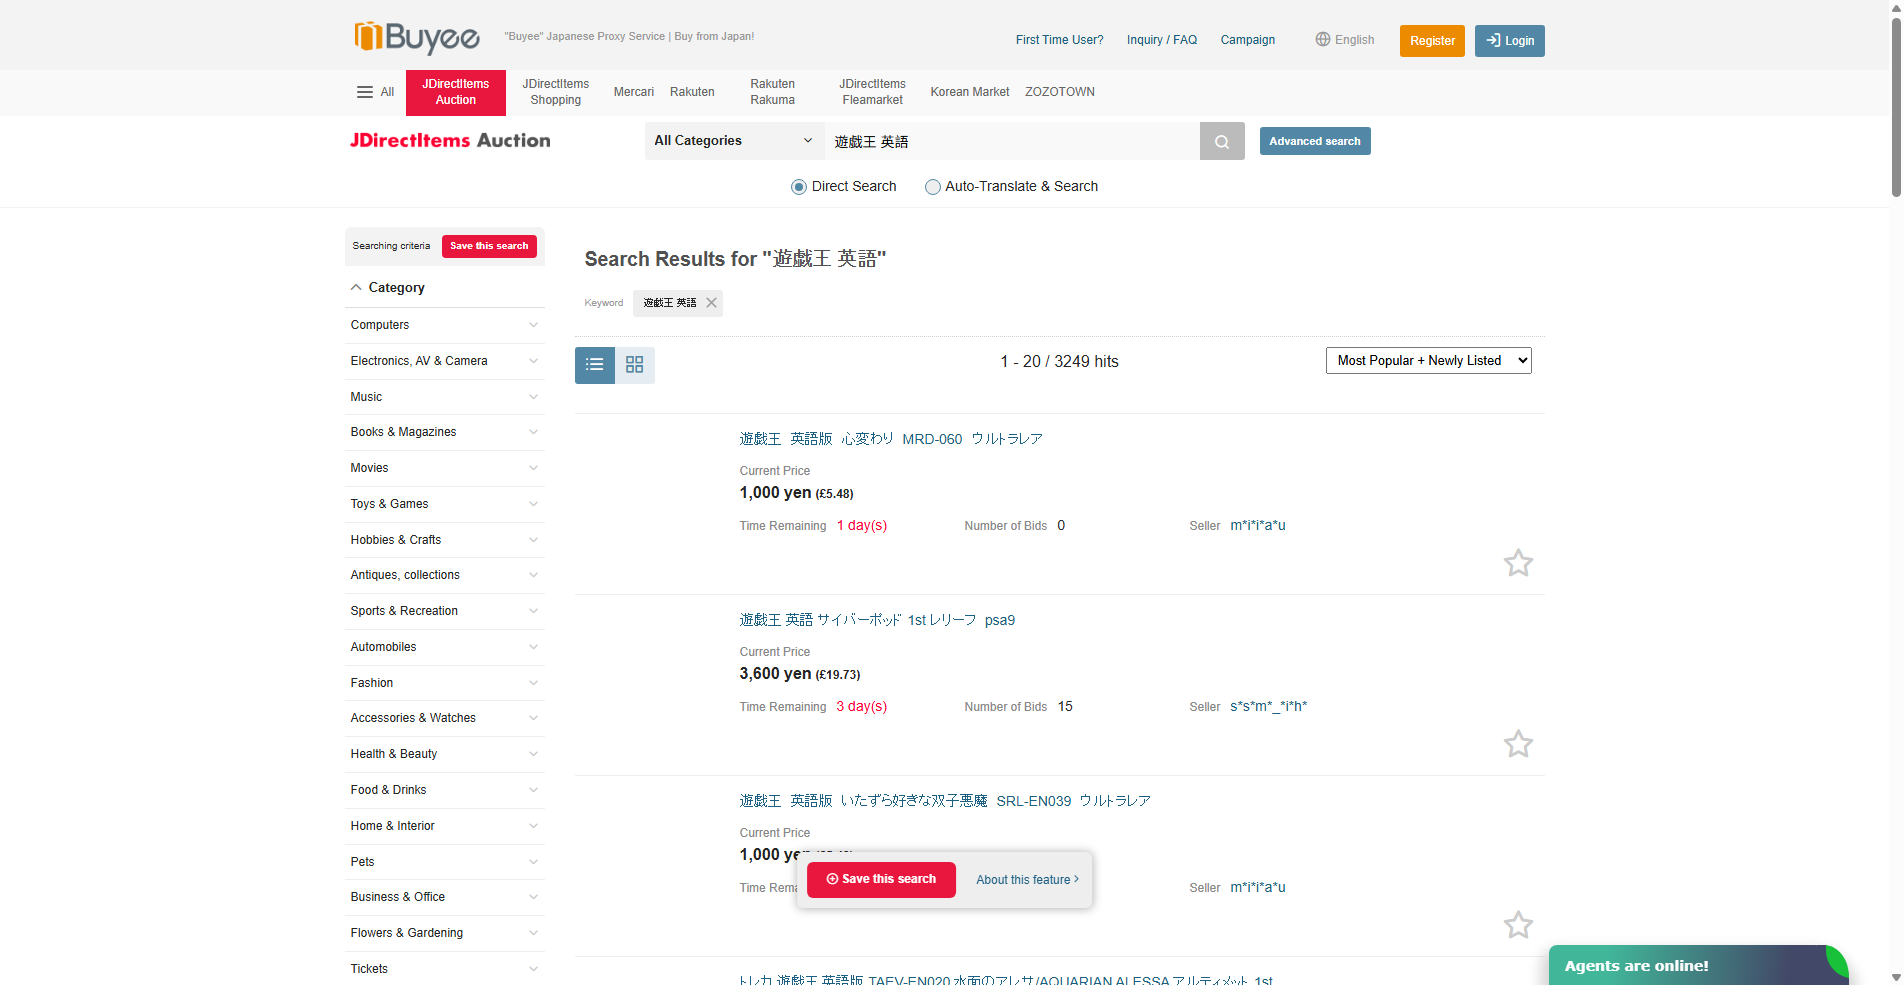 Buyee
"Buyee" Japanese Proxy Service | Buy from Japan!
First Time User?
Inquiry / FAQ
Campaign
English
Register
Login
All
JDirectItems
Auction
JDirectItems
Shopping
Mercari
Rakuten
Rakuten
Rakuma
JDirectItems
Fleamarket
Korean Market
ZOZOTOWN
JDirectItems Auction
All Categories
遊戯王 英語
Advanced search
Direct Search
Auto-Translate & Search
Searching criteria
Save this search
Category
Computers
Electronics, AV & Camera
Music
Books & Magazines
Movies
Toys & Games
Hobbies & Crafts
Antiques, collections
Sports & Recreation
Automobiles
Fashion
Accessories & Watches
Health & Beauty
Food & Drinks
Home & Interior
Pets
Business & Office
Flowers & Gardening
Tickets
Search Results for "遊戯王 英語"
Keyword
遊戯王 英語
1 - 20 / 3249 hits
Most Popular + Newly Listed
遊戯王 英語版 心変わり MRD-060 ウルトラレア
Current Price
1,000 yen (£5.48)
Time Remaining 1 day(s)
Number of Bids 0
Seller m*i*i*a*u
遊戯王 英語 サイバーポッド 1st レリーフ psa9
Current Price
3,600 yen (£19.73)
Time Remaining 3 day(s)
Number of Bids 15
Seller s*s*m*_*i*h*
遊戯王 英語版 いたずら好きな双子悪魔 SRL-EN039 ウルトラレア
Current Price
1,000 yen
Time Rema
Seller m*i*i*a*u
Save this search
About this feature
トレカ 遊戯王 英語版 TAEV-EN020 水面のアレサ/AQUARIAN ALESSA アルティメット 1st
Agents are online!